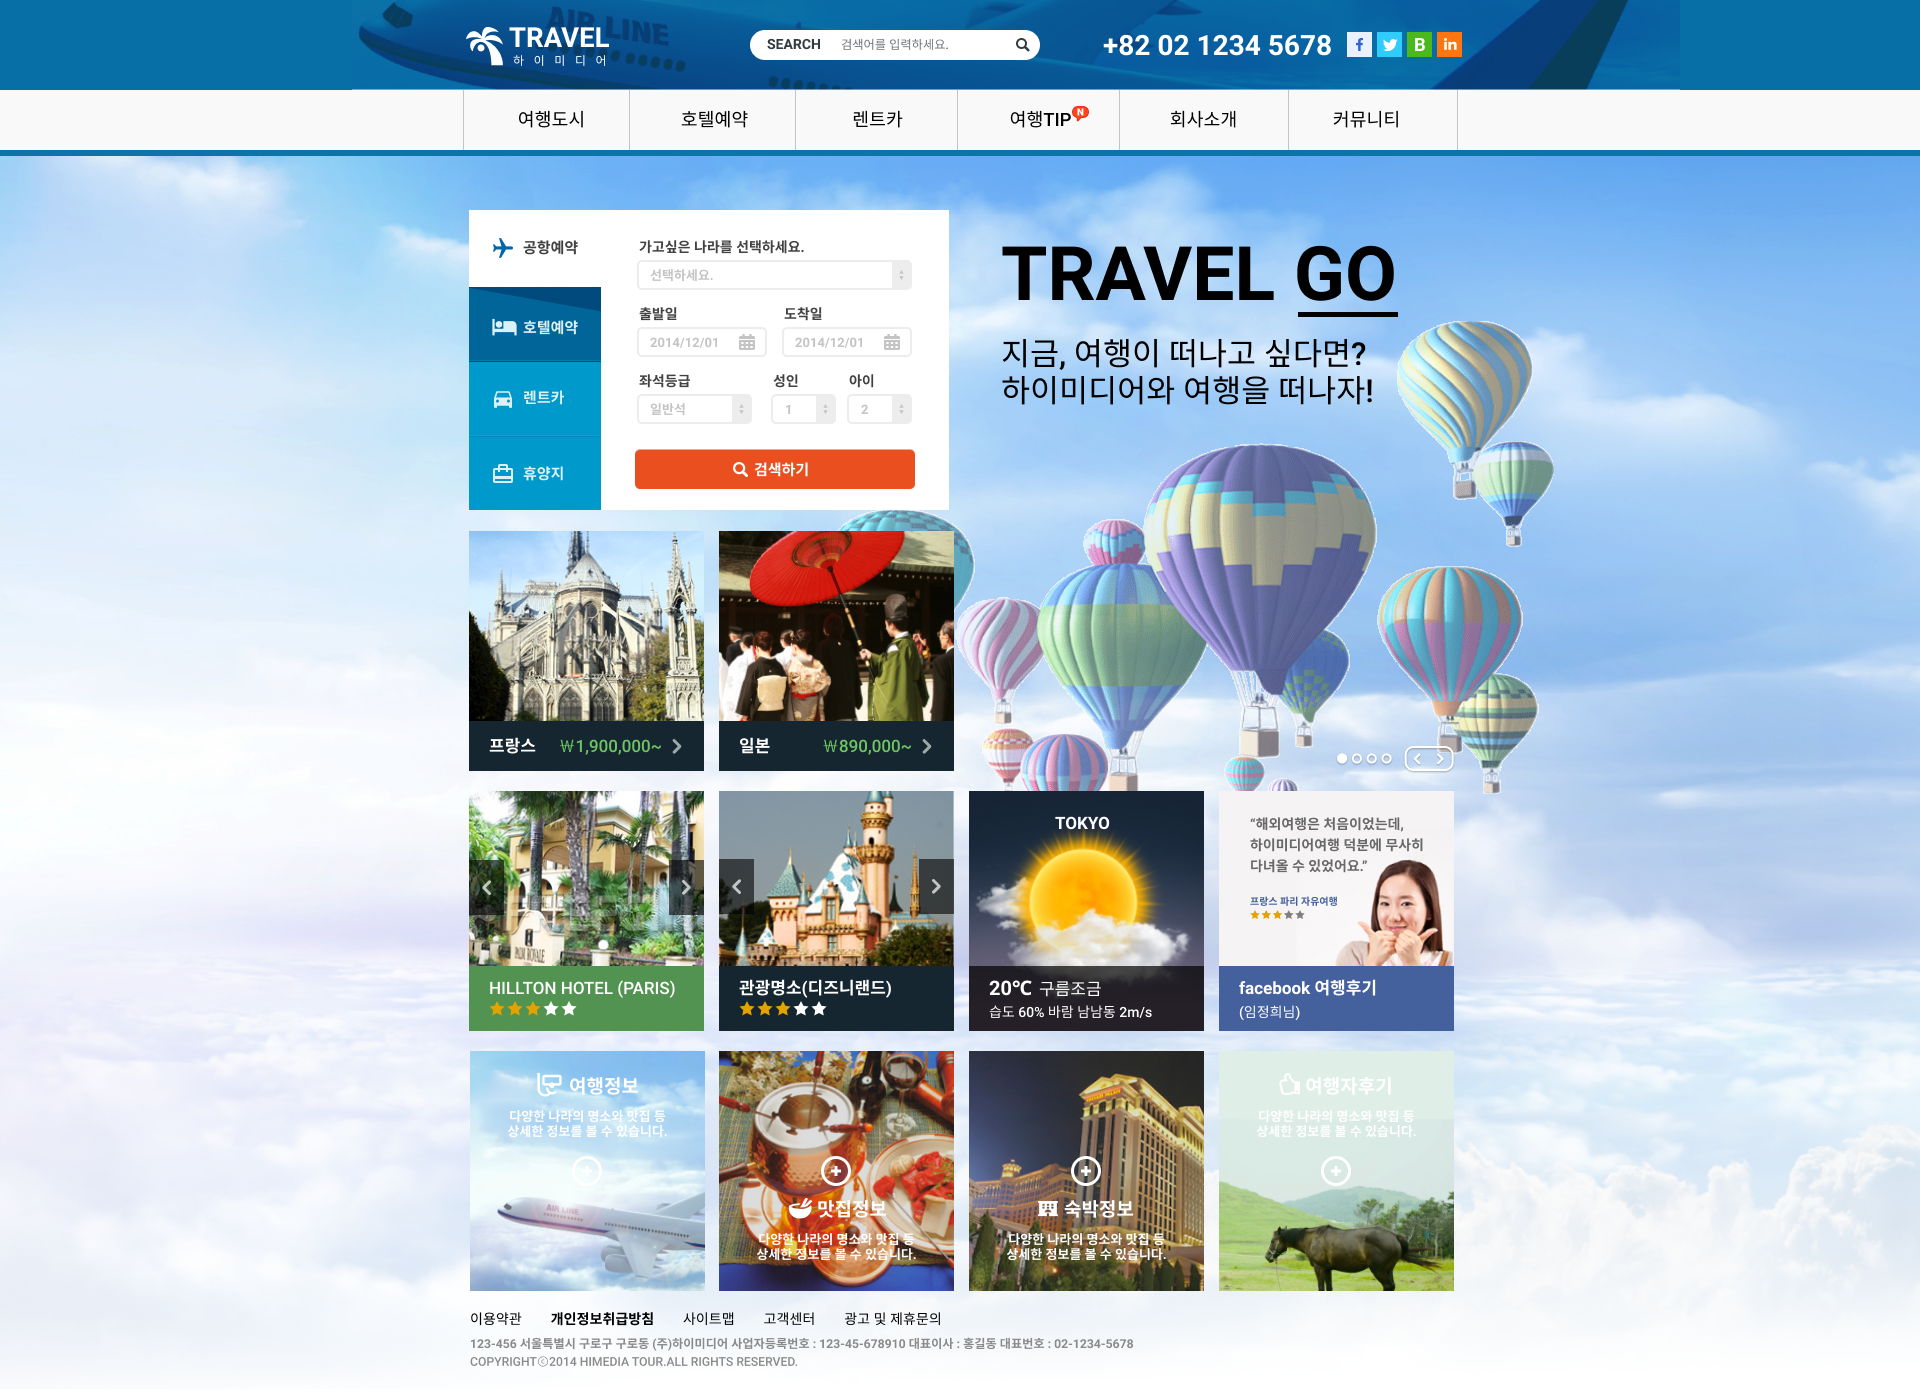 AIR LINE
TRAVEL
하이미디어
SEARCH 검색어를 입력하세요.
+82 02 1234 5678
f B in
여행도시 호텔예약 렌트카 여행TIP N 회사소개 커뮤니티
공항예약
호텔예약
렌트카
휴양지
가고싶은 나라를 선택하세요.
선택하세요.
출발일 도착일
2014/12/01 2014/12/01
좌석등급 성인 아이
일반석 1 2
검색하기
TRAVEL GO
지금, 여행이 떠나고 싶다면?
하이미디어와 여행을 떠나자!
프랑스 ₩1,900,000~
일본 ₩890,000~
PALM ROYALE
HILLTON HOTEL (PARIS)
관광명소(디즈니랜드)
TOKYO
20℃ 구름조금
습도 60% 바람 남남동 2m/s
“해외여행은 처음이었는데,
하이미디어여행 덕분에 무사히
다녀올 수 있었어요.”
프랑스 파리 자유여행
facebook 여행후기
(임정희님)
여행정보
다양한 나라의 명소와 맛집 등
상세한 정보를 볼 수 있습니다.
AIR LINE
맛집정보
다양한 나라의 명소와 맛집 등
상세한 정보를 볼 수 있습니다.
숙박정보
다양한 나라의 명소와 맛집 등
상세한 정보를 볼 수 있습니다.
여행자후기
다양한 나라의 명소와 맛집 등
상세한 정보를 볼 수 있습니다.
이용약관 개인정보취급방침 사이트맵 고객센터 광고 및 제휴문의
123-456 서울특별시 구로구 구로동 (주)하이미디어 사업자등록번호 : 123-45-678910 대표이사 : 홍길동 대표번호 : 02-1234-5678
COPYRIGHTⓒ2014 HIMEDIA TOUR.ALL RIGHTS RESERVED.